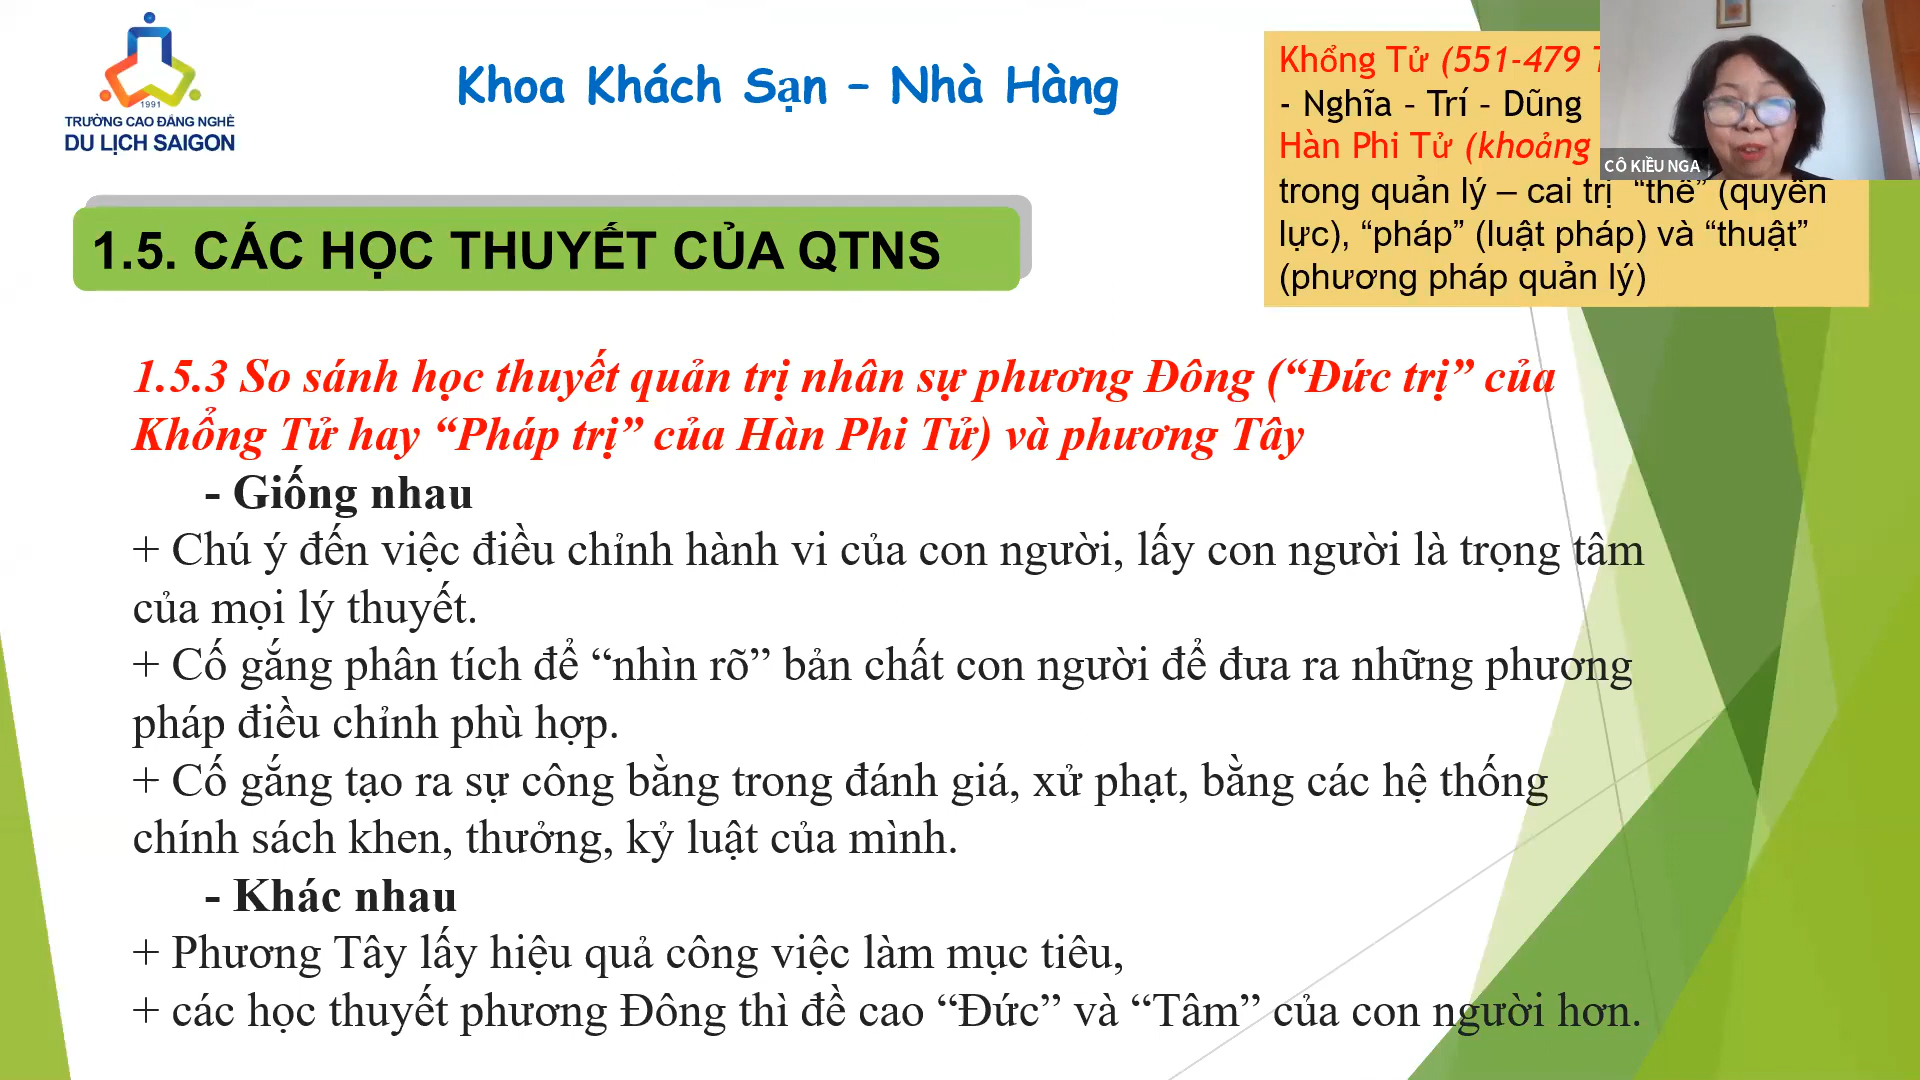 1991
TRƯỜNG CAO ĐẲNG NGHỀ
DU LỊCH SAIGON
Khoa Khách Sạn – Nhà Hàng
Khổng Tử (551-479
- Nghĩa – Trí – Dũng
Hàn Phi Tử (khoảng
trong quản lý – cai trị “thế” (quyền
lực), “pháp” (luật pháp) và “thuật”
(phương pháp quản lý)
CÔ KIỀU NGA
1.5. CÁC HỌC THUYẾT CỦA QTNS
1.5.3 So sánh học thuyết quản trị nhân sự phương Đông (“Đức trị” của
Khổng Tử hay “Pháp trị” của Hàn Phi Tử) và phương Tây
- Giống nhau
+ Chú ý đến việc điều chỉnh hành vi của con người, lấy con người là trọng tâm
của mọi lý thuyết.
+ Cố gắng phân tích để “nhìn rõ” bản chất con người để đưa ra những phương
pháp điều chỉnh phù hợp.
+ Cố gắng tạo ra sự công bằng trong đánh giá, xử phạt, bằng các hệ thống
chính sách khen, thưởng, kỷ luật của mình.
- Khác nhau
+ Phương Tây lấy hiệu quả công việc làm mục tiêu,
+ các học thuyết phương Đông thì đề cao “Đức” và “Tâm” của con người hơn.